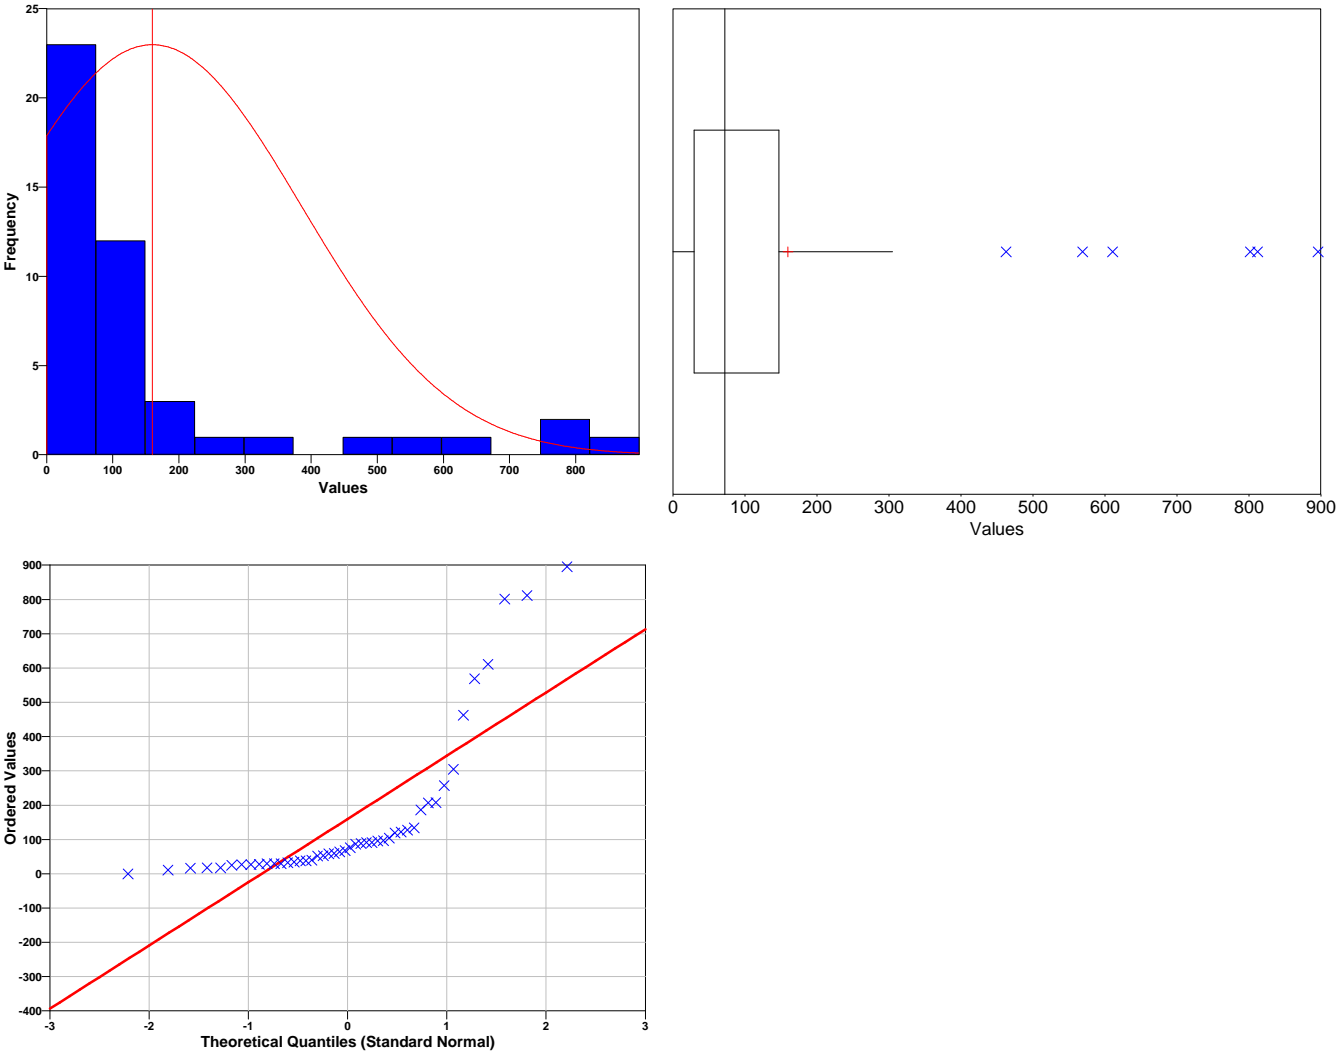 25
20
15
10
5
0
Frequency
0 100 200 300 400 500 600 700 800
Values
0 100 200 300 400 500 600 700 800 900
Values
900
800
700
600
500
400
300
200
100
0
-100
-200
-300
-400
Ordered Values
-3 -2 -1 0 1 2 3
Theoretical Quantiles (Standard Normal)